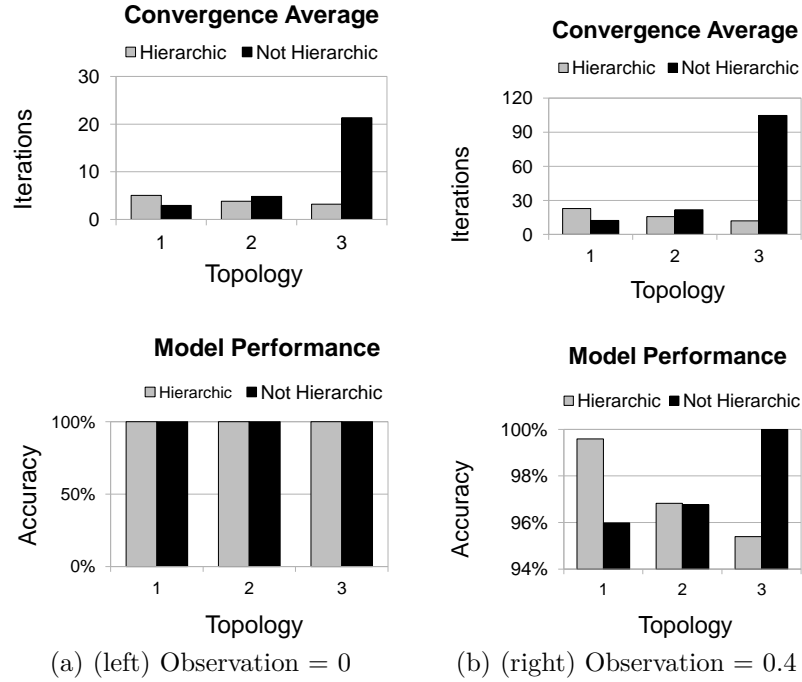 Convergence Average
Hierarchic Not Hierarchic
30
20
10
0
Iterations
1 2 3
Topology
Convergence Average
Hierarchic Not Hierarchic
120
90
60
30
0
Iterations
1 2 3
Topology
Model Performance
Hierarchic Not Hierarchic
100%
50%
0%
Accuracy
1 2 3
Topology
Model Performance
Hierarchic Not Hierarchic
100%
98%
96%
94%
Accuracy
1 2 3
Topology
(a) (left) Observation = 0
(b) (right) Observation = 0.4